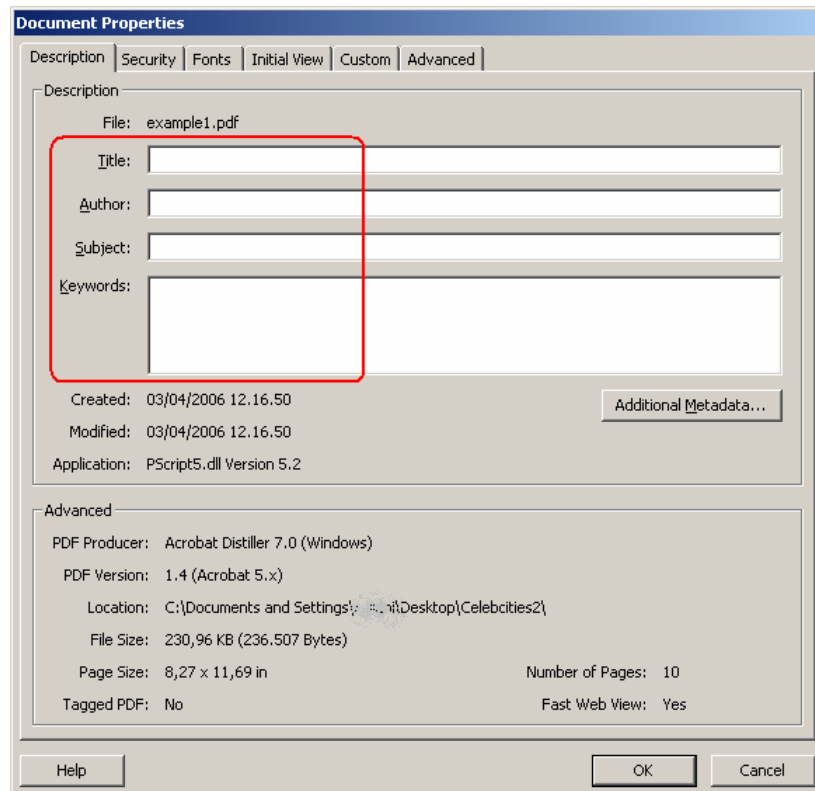 Document Properties
Description Security Fonts Initial View Custom Advanced
Description
File: example1.pdf
Title:
Author:
Subject:
Keywords:
Created: 03/04/2006 12.16.50
Additional Metadata...
Modified: 03/04/2006 12.16.50
Application: PScript5.dll Version 5.2
Advanced
PDF Producer: Acrobat Distiller 7.0 (Windows)
PDF Version: 1.4 (Acrobat 5.x)
Location: C:\Documents and Settings\ \Desktop\Celebcities2\
File Size: 230,96 KB (236.507 Bytes)
Page Size: 8,27 x 11,69 in Number of Pages: 10
Tagged PDF: No Fast Web View: Yes
Help OK Cancel